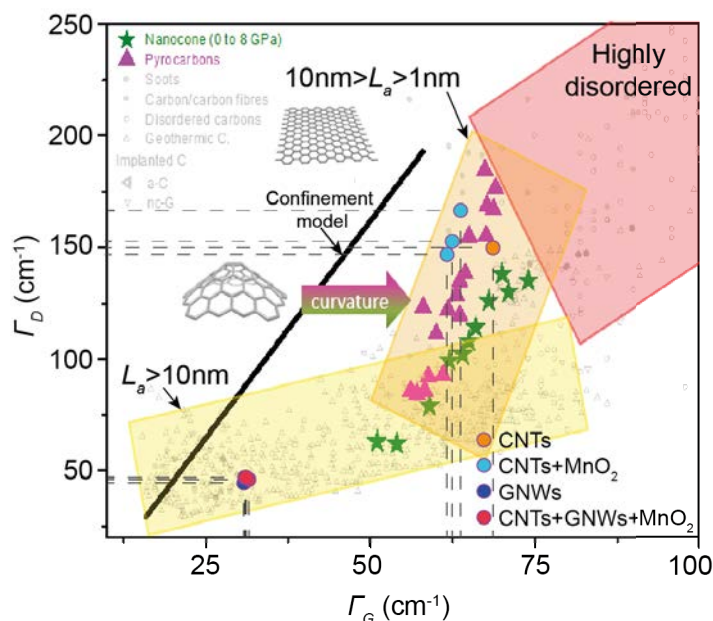 Nanocone (0 to 8 GPa)
Pyrocarbons
Soots
Carbon/carbon fibres
Disordered carbons
Geothermic C.
Implanted C
a-C
nc-G
10nm>Lₐ>1nm
Highly
disordered
Confinement
model
curvature
Lₐ>10nm
CNTs
CNTs+MnO₂
GNWs
CNTs+GNWs+MnO₂
250
200
150
100
50
25
50
75
100
Γ_D (cm⁻¹)
Γ_G (cm⁻¹)